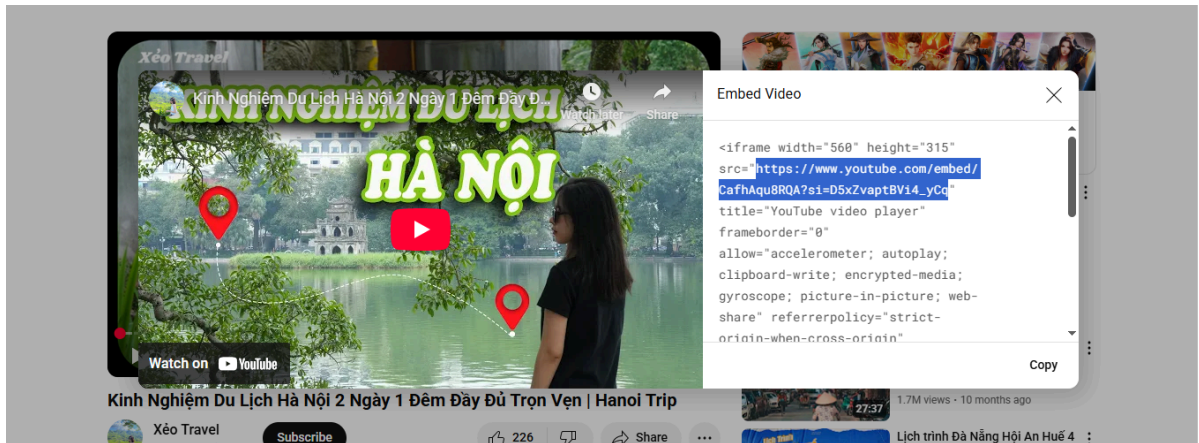 Xẻo Travel
Kinh Nghiệm Du Lịch Hà Nội 2 Ngày 1 Đêm Đầy Đ...
Watch later
Share
KINH NGHIỆM DU LỊCH
HÀ NỘI
Watch on YouTube
Embed Video
<iframe width="560" height="315"
src="https://www.youtube.com/embed/
CafhAqu8RQA?si=D5xZvaptBVi4_yCq"
title="YouTube video player"
frameborder="0"
allow="accelerometer; autoplay;
clipboard-write; encrypted-media;
gyroscope; picture-in-picture; web-
share" referrerpolicy="strict-
origin-when-cross-origin"
Copy
Kinh Nghiệm Du Lịch Hà Nội 2 Ngày 1 Đêm Đầy Đủ Trọn Vẹn | Hanoi Trip
Xẻo Travel
Subscribe
226
Share
27:37
1.7M views • 10 months ago
Lịch trình Đà Nẵng Hội An Huế 4